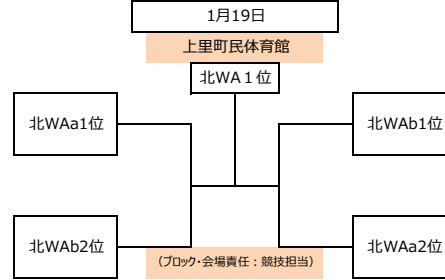 1月19日
上里町民体育館
北WA１位
北WAa1位
北WAb1位
北WAb2位
北WAa2位
（ブロック・会場責任：競技担当）